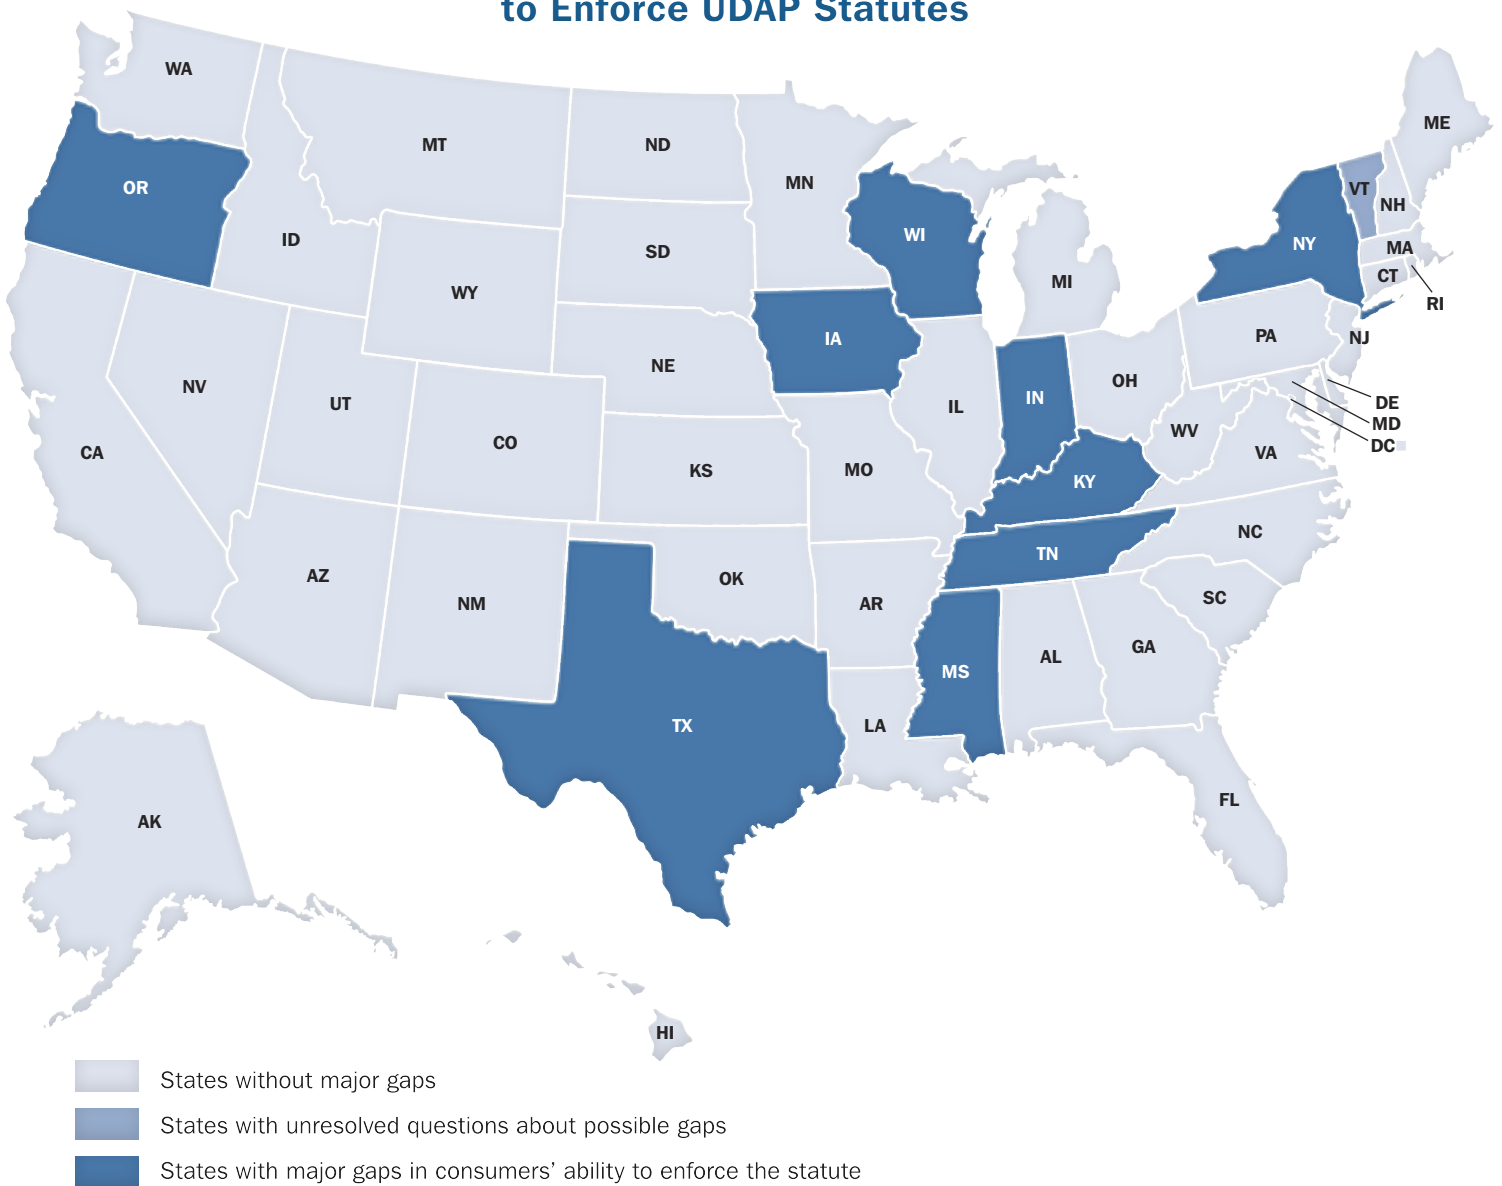 to Enforce UDAP Statutes
WA
MT
ND
MN
ME
OR
ID
SD
WI
VT
NH
NY
MA
CT
RI
WY
MI
IA
NE
PA
NJ
NV
UT
CO
IL
IN
OH
DE
MD
DC
CA
KS
MO
WV
VA
KY
AZ
NM
OK
AR
TN
NC
SC
TX
LA
MS
AL
GA
AK
FL
HI
States without major gaps
States with unresolved questions about possible gaps
States with major gaps in consumers’ ability to enforce the statute